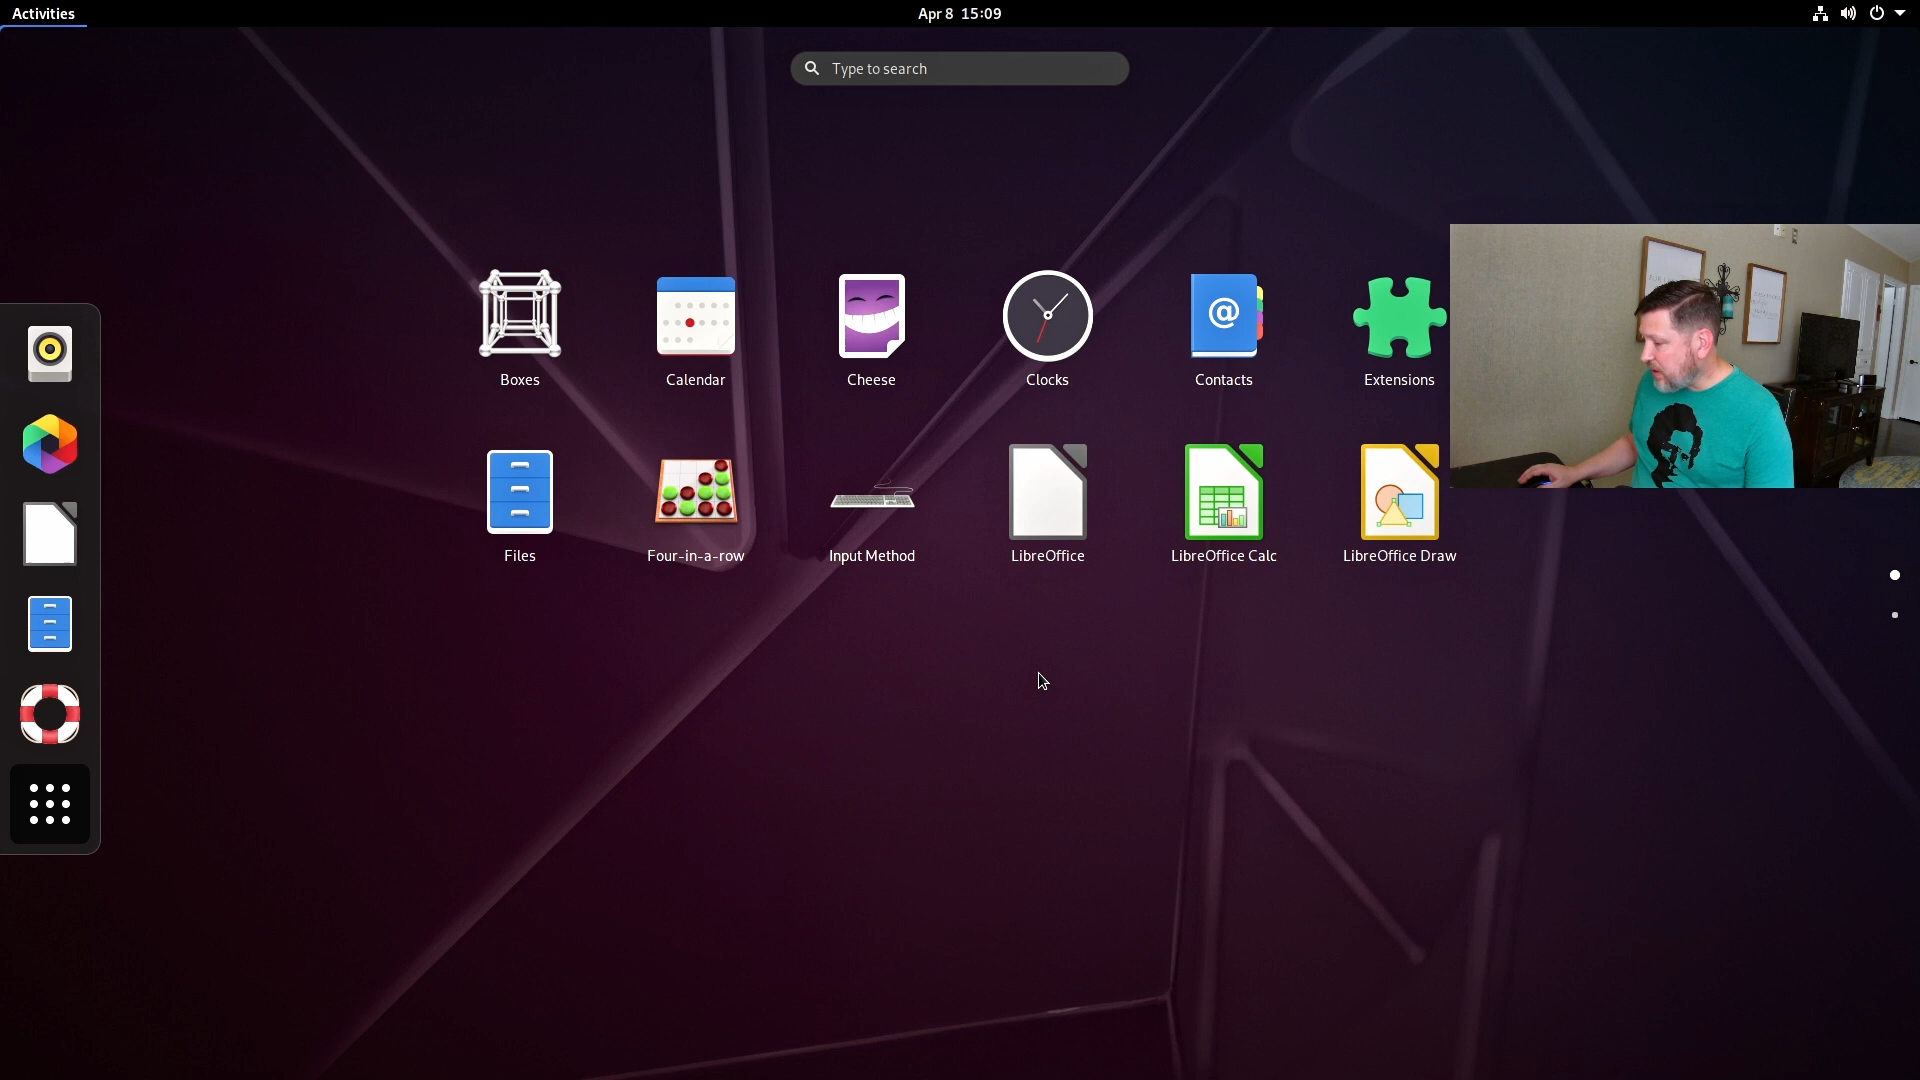 Activities
Apr 8 15:09
Type to search
Boxes
Calendar
Cheese
Clocks
Contacts
Extensions
Files
Four-in-a-row
Input Method
LibreOffice
LibreOffice Calc
LibreOffice Draw
@